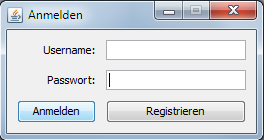 Anmelden
Username:
Passwort:
Anmelden Registrieren